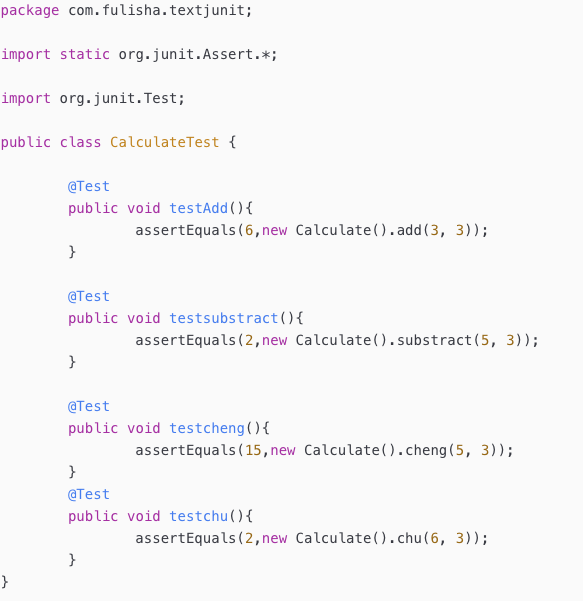 package com.fulisha.textjunit;
import static org.junit.Assert.*;
import org.junit.Test;
public class CalculateTest {
@Test
public void testAdd(){
assertEquals(6,new Calculate().add(3, 3));
}
@Test
public void testsubstract(){
assertEquals(2,new Calculate().substract(5, 3));
}
@Test
public void testcheng(){
assertEquals(15,new Calculate().cheng(5, 3));
}
@Test
public void testchu(){
assertEquals(2,new Calculate().chu(6, 3));
}
}